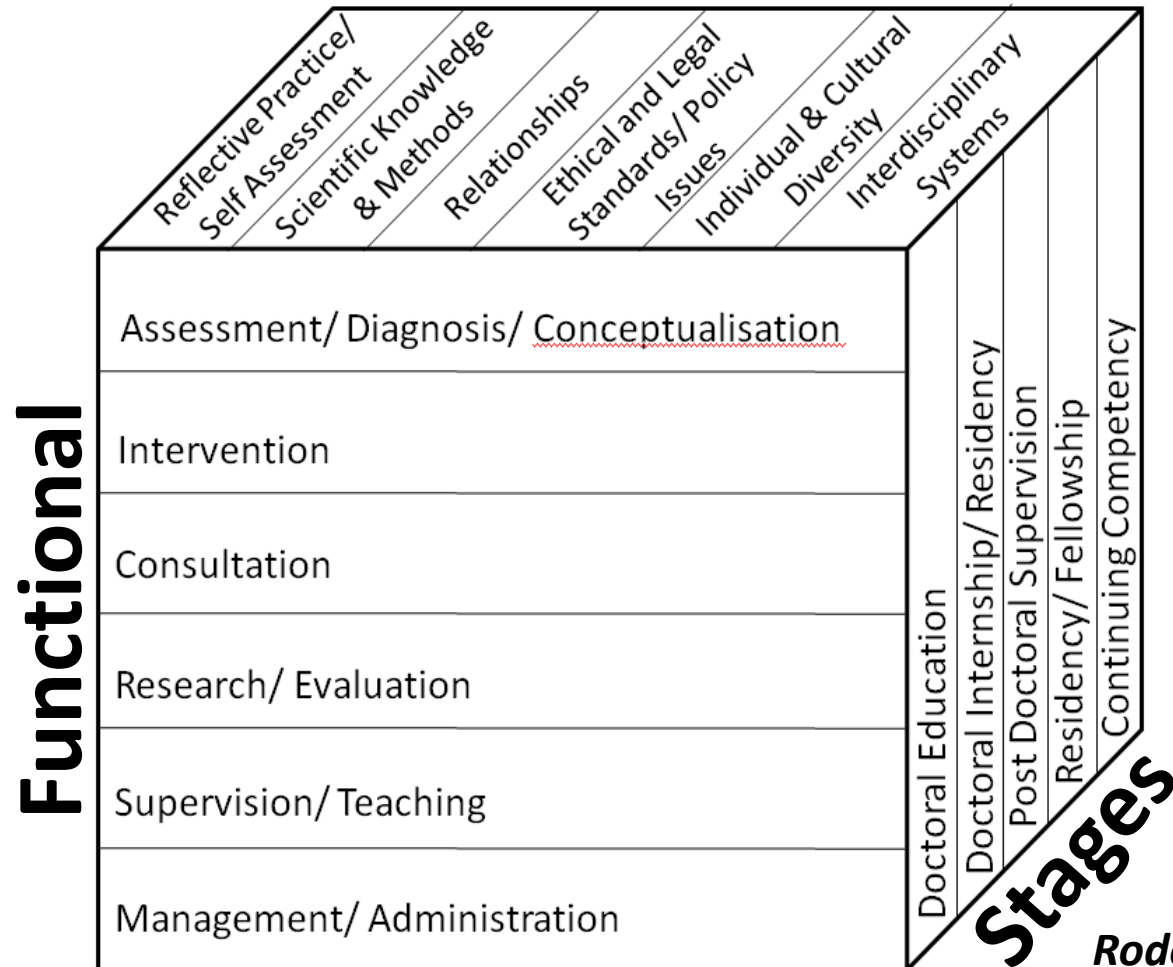 Reflective Practice/
Self Assessment
Scientific Knowledge
& Methods
Relationships
Ethical and Legal
Standards/ Policy
Issues
Individual & Cultural
Diversity
Interdisciplinary
Systems
Functional
Assessment/ Diagnosis/ Conceptualisation
Intervention
Consultation
Research/ Evaluation
Supervision/ Teaching
Management/ Administration
Doctoral Education
Doctoral Internship/ Residency
Post Doctoral Supervision
Residency/ Fellowship
Continuing Competency
Stages